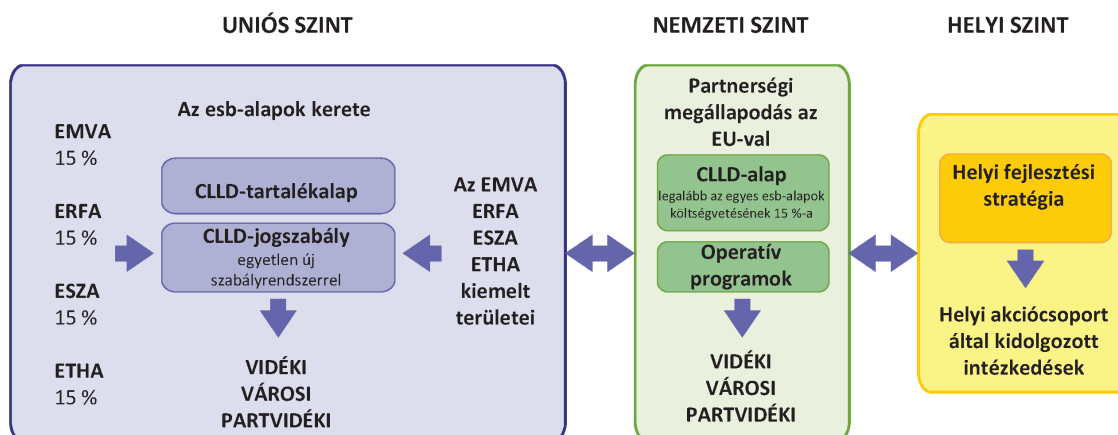 UNIÓS SZINT
Az esb-alapok kerete
EMVA
15 %
ERFA
15 %
ESZA
15 %
ETHA
15 %
CLLD-tartalékalap
CLLD-jogszabály
egyetlen új
szabályrendszerrel
Az EMVA
ERFA
ESZA
ETHA
kiemelt
területei
VIDÉKI
VÁROSI
PARTVIDÉKI
NEMZETI SZINT
Partnerségi
megállapodás az
EU-val
CLLD-alap
legalább az egyes esb-alapok
költségvetésének 15 %-a
Operatív
programok
VIDÉKI
VÁROSI
PARTVIDÉKI
HELYI SZINT
Helyi fejlesztési
stratégia
Helyi akciócsoport
által kidolgozott
intézkedések